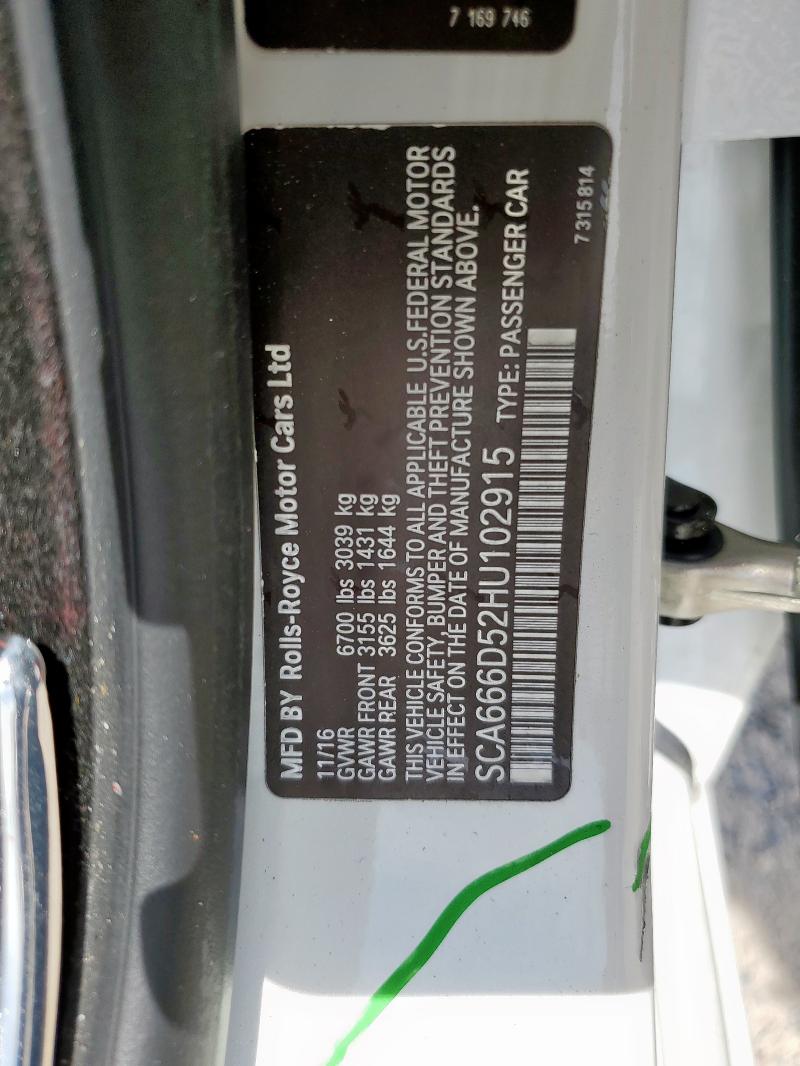 7 169 746
MFD BY Rolls-Royce Motor Cars Ltd
11/16
GVWR 6700 lbs 3039 kg
GAWR FRONT 3155 lbs 1431 kg
GAWR REAR 3625 lbs 1644 kg
THIS VEHICLE CONFORMS TO ALL APPLICABLE U.S.FEDERAL MOTOR
VEHICLE SAFETY, BUMPER AND THEFT PREVENTION STANDARDS
IN EFFECT ON THE DATE OF MANUFACTURE SHOWN ABOVE.
SCA666D52HU102915 TYPE: PASSENGER CAR
7 315 814